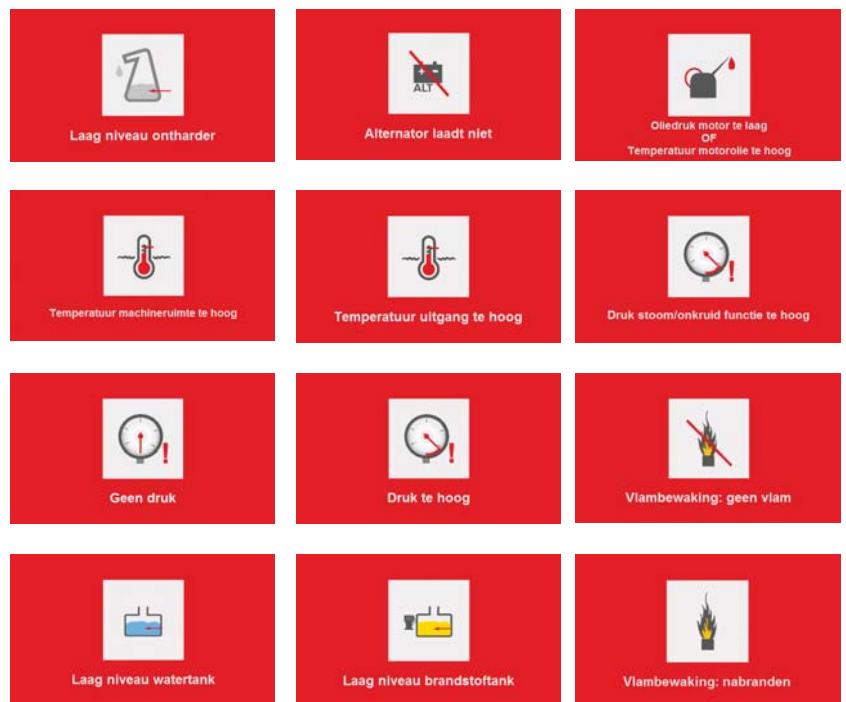 Laag niveau ontharder
ALT
Alternator laadt niet
Oliedruk motor te laag
OF
Temperatuur motorolie te hoog
Temperatuur machineruimte te hoog
Temperatuur uitgang te hoog
!
Druk stoom/onkruid functie te hoog
!
Geen druk
!
Druk te hoog
Vlambewaking: geen vlam
Laag niveau watertank
Laag niveau brandstoftank
Vlambewaking: nabranden